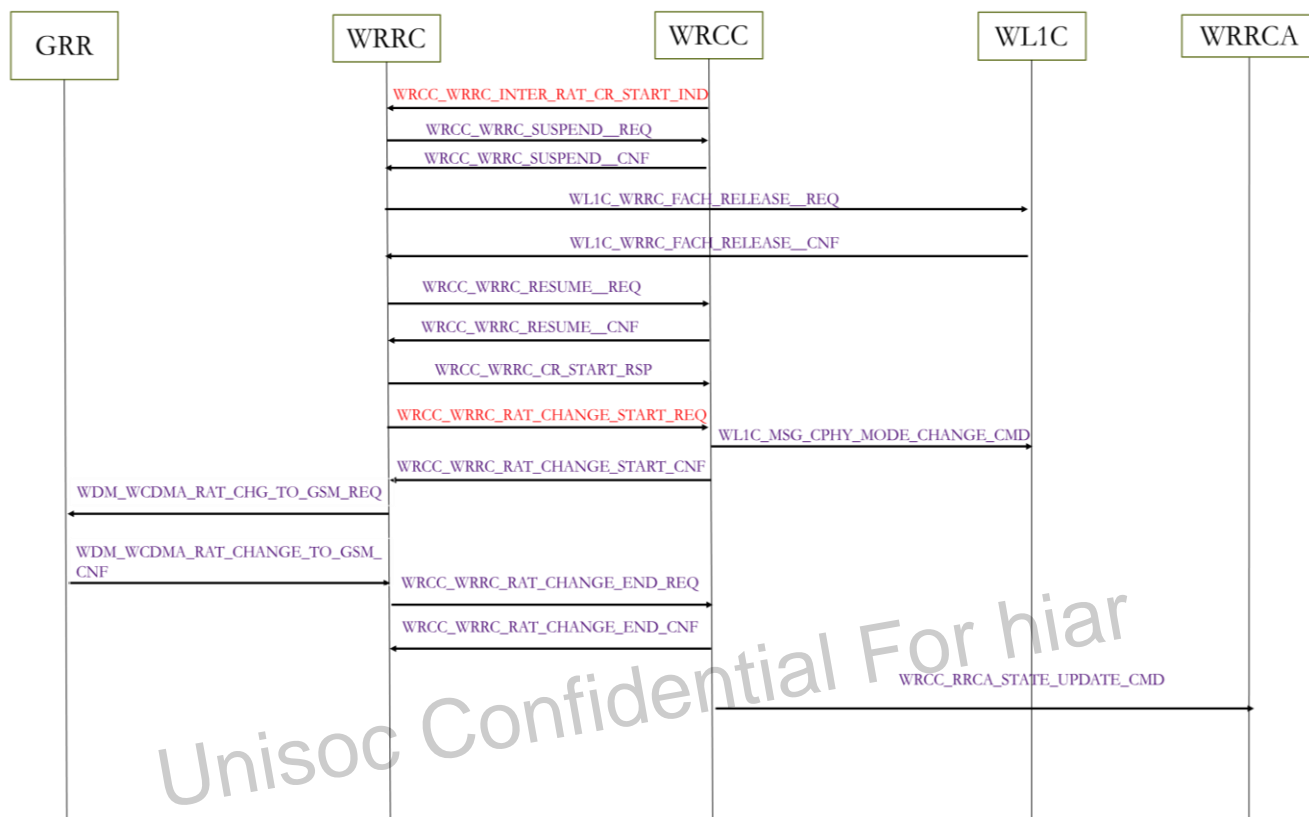 GRR
WRRC
WRCC
WL1C
WRRCA
WRCC_WRRC_INTER_RAT_CR_START_IND
WRCC_WRRC_SUSPEND__REQ
WRCC_WRRC_SUSPEND__CNF
WL1C_WRRC_FACH_RELEASE__REQ
WL1C_WRRC_FACH_RELEASE__CNF
WRCC_WRRC_RESUME__REQ
WRCC_WRRC_RESUME__CNF
WRCC_WRRC_CR_START_RSP
WRCC_WRRC_RAT_CHANGE_START_REQ
WL1C_MSG_CPHY_MODE_CHANGE_CMD
WRCC_WRRC_RAT_CHANGE_START_CNF
WDM_WCDMA_RAT_CHG_TO_GSM_REQ
WDM_WCDMA_RAT_CHANGE_TO_GSM_
CNF
WRCC_WRRC_RAT_CHANGE_END_REQ
WRCC_WRRC_RAT_CHANGE_END_CNF
WRCC_RRCA_STATE_UPDATE_CMD
Unisoc Confidential For hiar